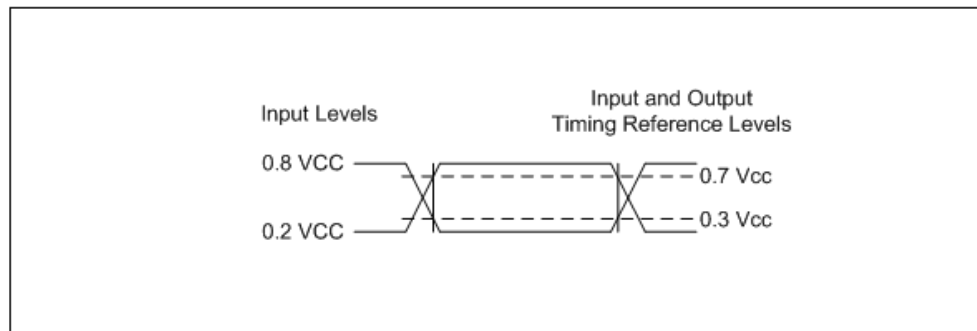 Input Levels
Input and Output
Timing Reference Levels
0.8 VCC
0.7 Vcc
0.3 Vcc
0.2 VCC